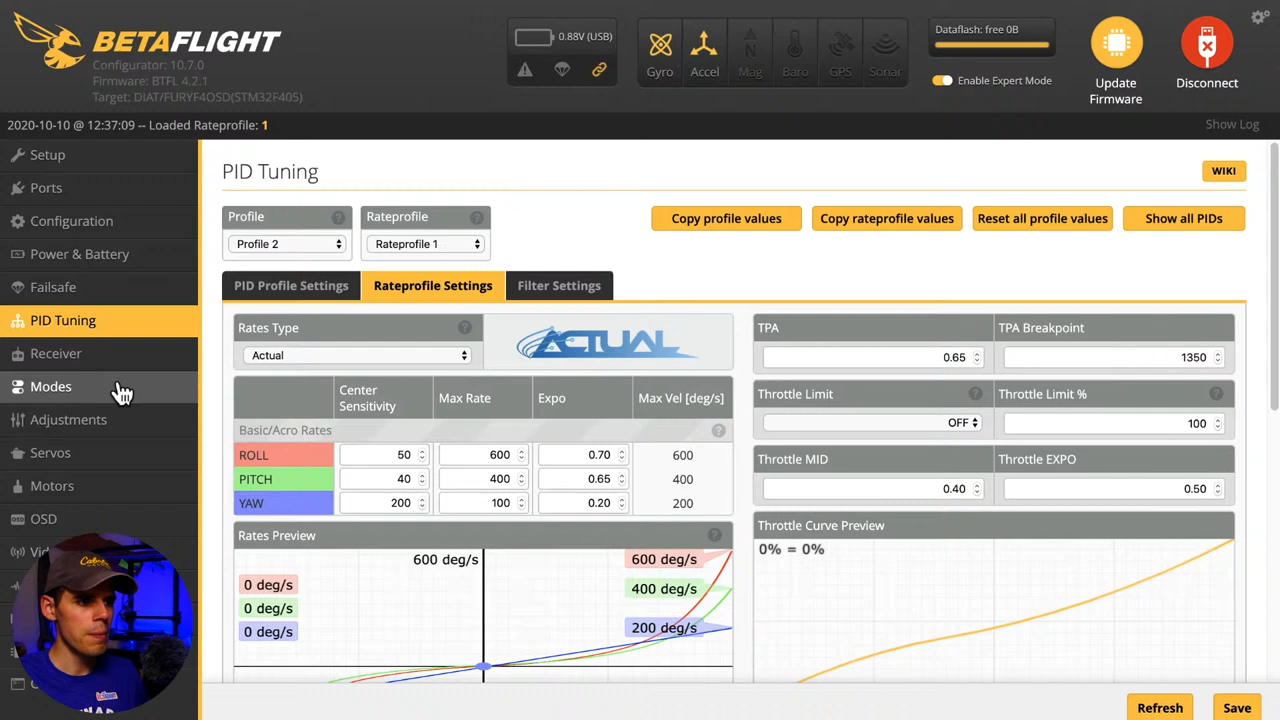 BETAFLIGHT
Configurator: 10.7.0
Firmware: BTFL 4.2.1
Target: DIAT/FURYF4OSD(STM32F405)
0.88V (USB)
Gyro
Accel
Mag
Baro
GPS
Sonar
Dataflash: free 0B
Enable Expert Mode
Update
Firmware
Disconnect
2020-10-10 @ 12:37:09 -- Loaded Rateprofile: 1
Show Log
Setup
Ports
Configuration
Power & Battery
Failsafe
PID Tuning
Receiver
Modes
Adjustments
Servos
Motors
OSD
PID Tuning
WIKI
Profile
Profile 2
Rateprofile
Rateprofile 1
Copy profile values
Copy rateprofile values
Reset all profile values
Show all PIDs
PID Profile Settings
Rateprofile Settings
Filter Settings
Rates Type
Actual
ACTUAL
Center
Sensitivity
Max Rate
Expo
Max Vel [deg/s]
Basic/Acro Rates
ROLL 50 600 0.70 600
PITCH 40 400 0.65 400
YAW 200 100 0.20 200
Rates Preview
600 deg/s
600 deg/s
400 deg/s
200 deg/s
0 deg/s
0 deg/s
0 deg/s
TPA
TPA Breakpoint
0.65
1350
Throttle Limit
Throttle Limit %
OFF
100
Throttle MID
Throttle EXPO
0.40
0.50
Throttle Curve Preview
0% = 0%
Refresh
Save